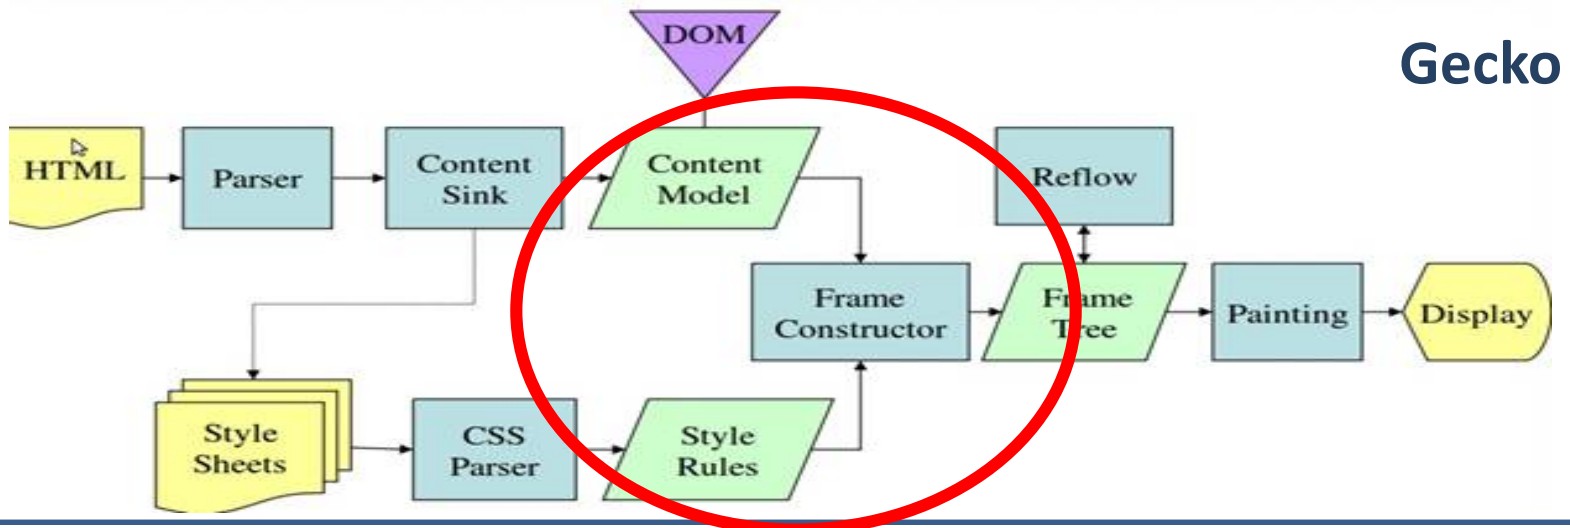 DOM
Gecko
HTML
Parser
Content
Sink
Content
Model
Reflow
Frame
Constructor
Frame
Tree
Painting
Display
Style
Sheets
CSS
Parser
Style
Rules